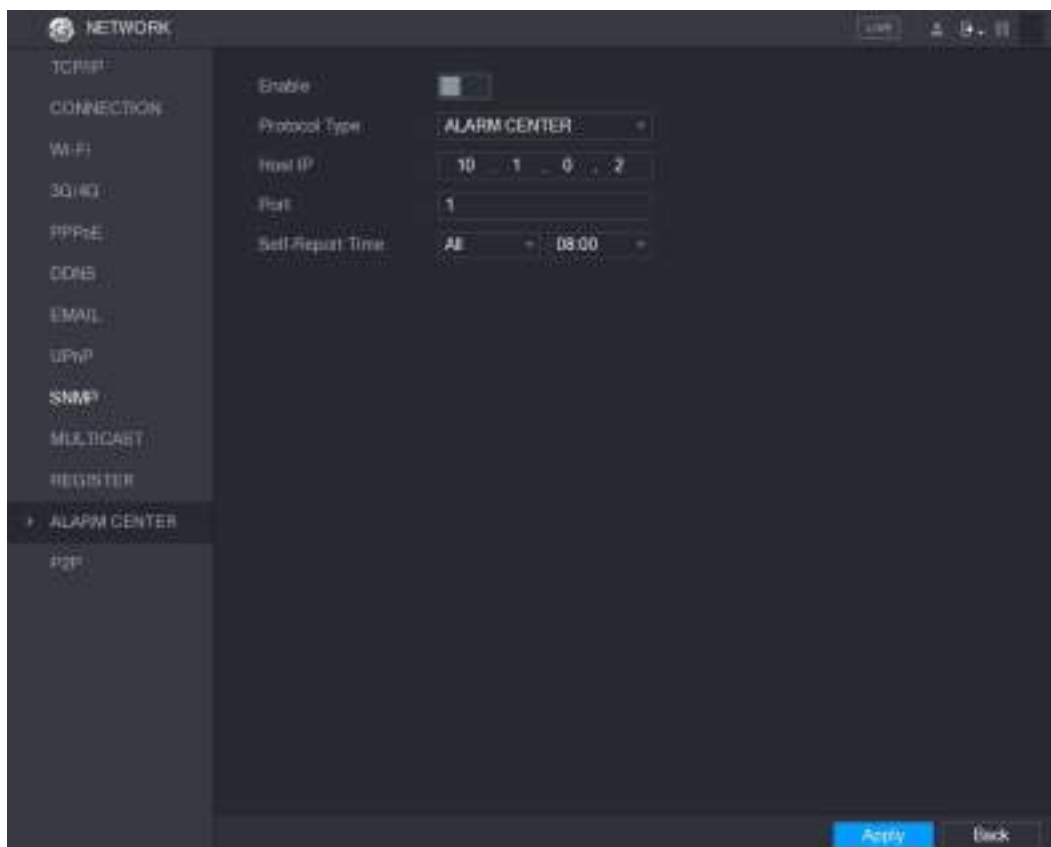 NETWORK
LIVE
TCP/IP
CONNECTION
Wi-Fi
3G/4G
PPPoE
DDNS
EMAIL
UPnP
SNMP
MULTICAST
REGISTER
ALARM CENTER
P2P
Enable
Protocol Type ALARM CENTER
Host IP 10 . 1 . 0 . 2
Port 1
Self-Report Time All 08:00
Apply Back